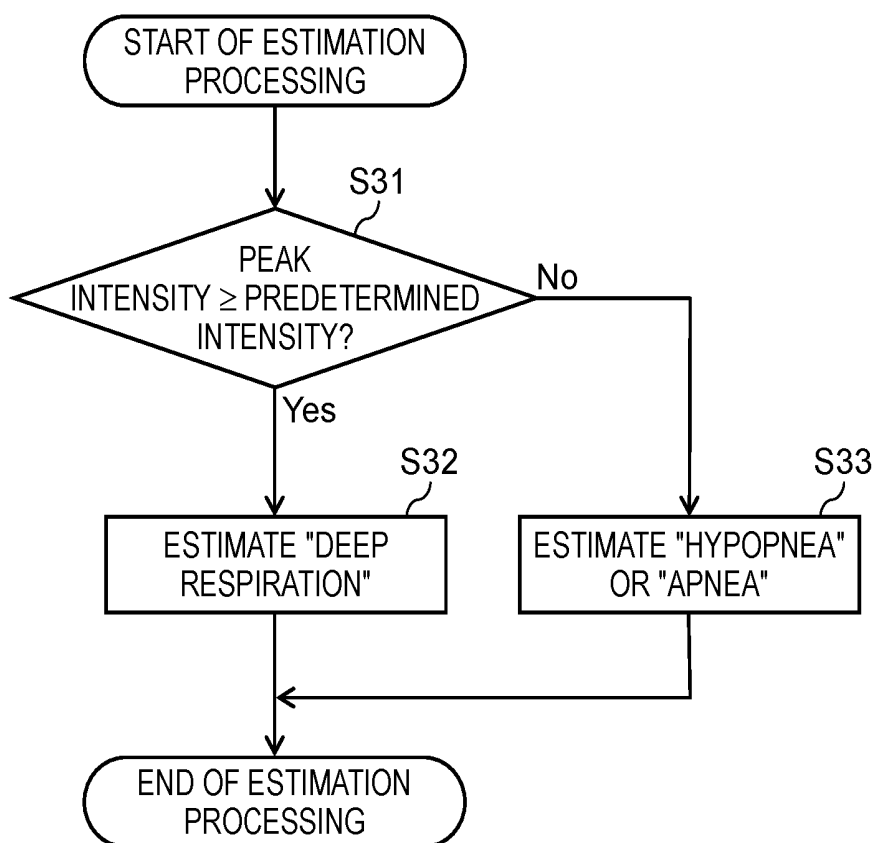 START OF ESTIMATION
PROCESSING
S31
PEAK
INTENSITY ≥ PREDETERMINED
INTENSITY?
No
Yes
S32
ESTIMATE "DEEP
RESPIRATION"
S33
ESTIMATE "HYPOPNEA"
OR "APNEA"
END OF ESTIMATION
PROCESSING